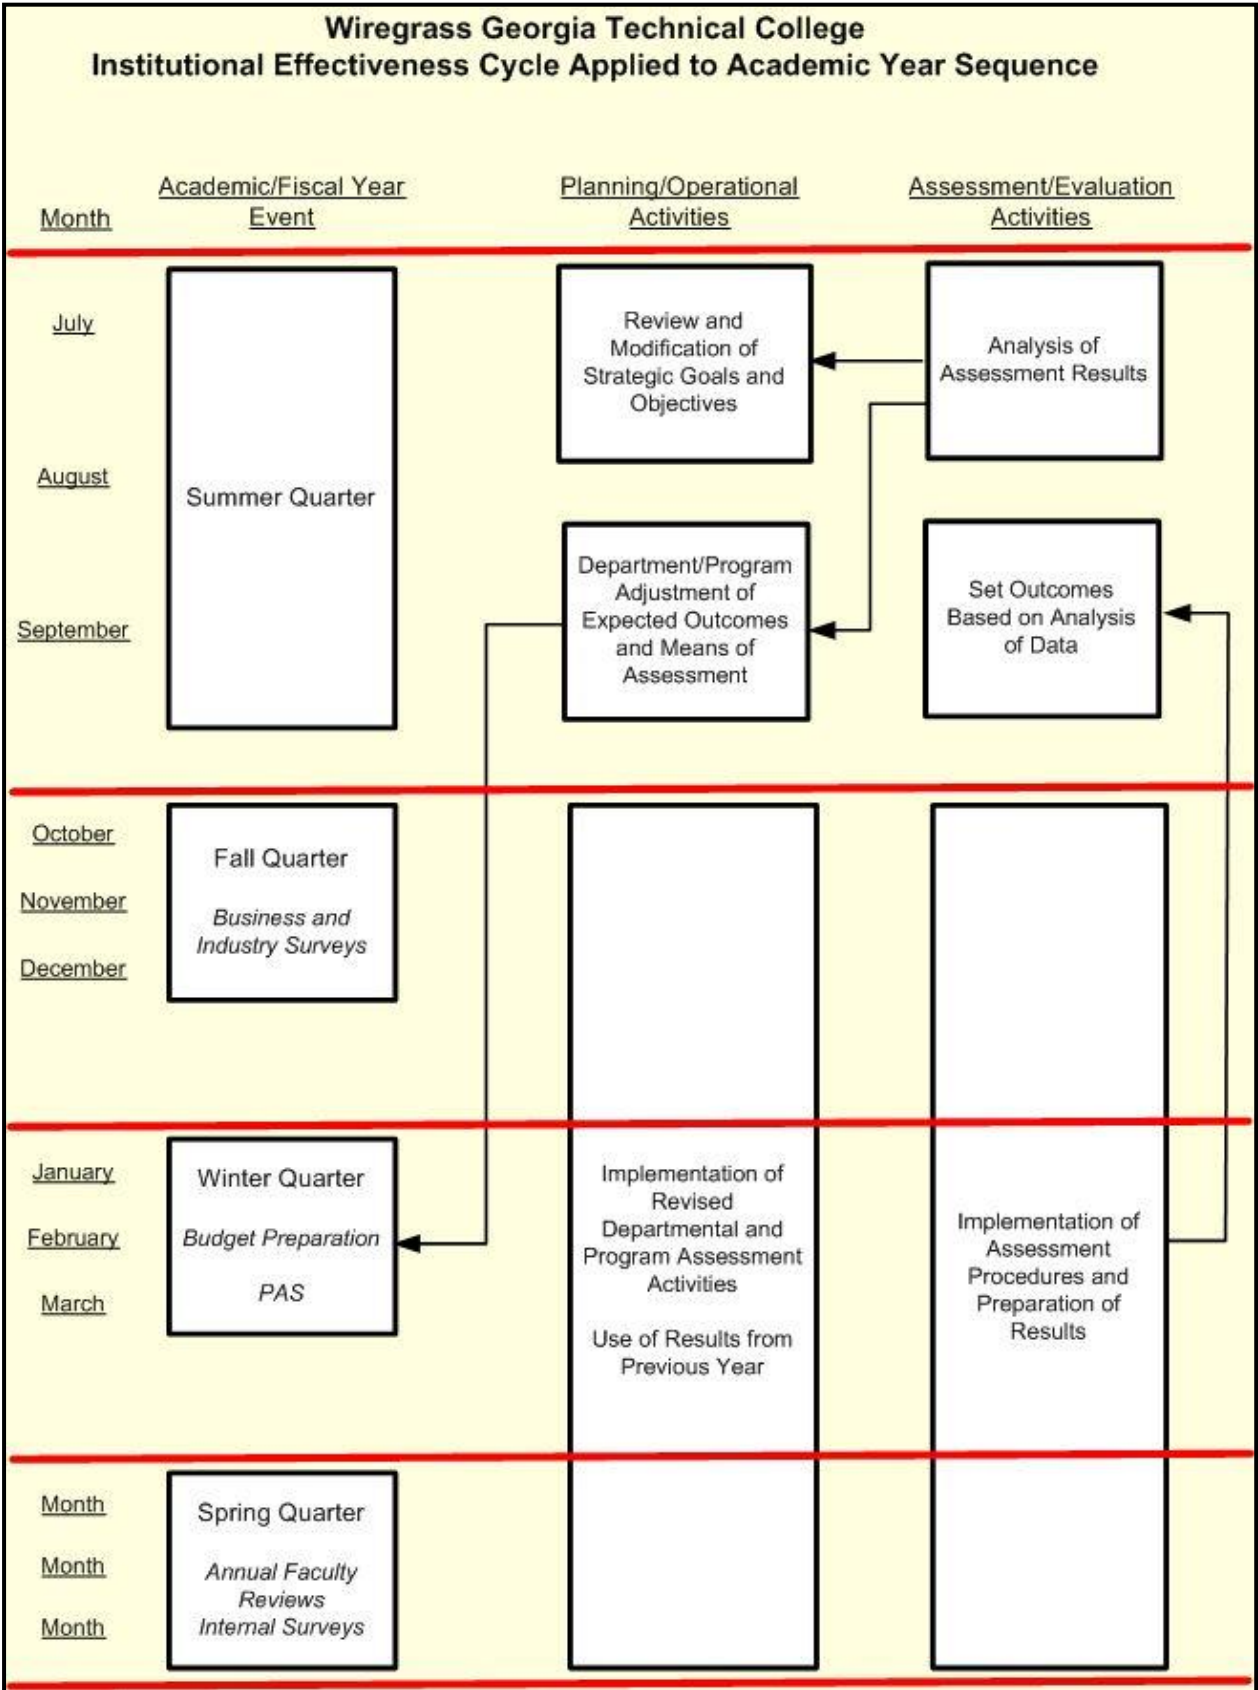 Wiregrass Georgia Technical College
Institutional Effectiveness Cycle Applied to Academic Year Sequence
Month
Academic/Fiscal Year
Event
Planning/Operational
Activities
Assessment/Evaluation
Activities
July
August
September
Summer Quarter
Review and
Modification of
Strategic Goals and
Objectives
Analysis of
Assessment Results
Department/Program
Adjustment of
Expected Outcomes
and Means of
Assessment
Set Outcomes
Based on Analysis
of Data
October
November
December
Fall Quarter
Business and
Industry Surveys
January
February
March
Winter Quarter
Budget Preparation
PAS
Implementation of
Revised
Departmental and
Program Assessment
Activities
Use of Results from
Previous Year
Implementation of
Assessment
Procedures and
Preparation of
Results
Month
Month
Month
Spring Quarter
Annual Faculty
Reviews
Internal Surveys